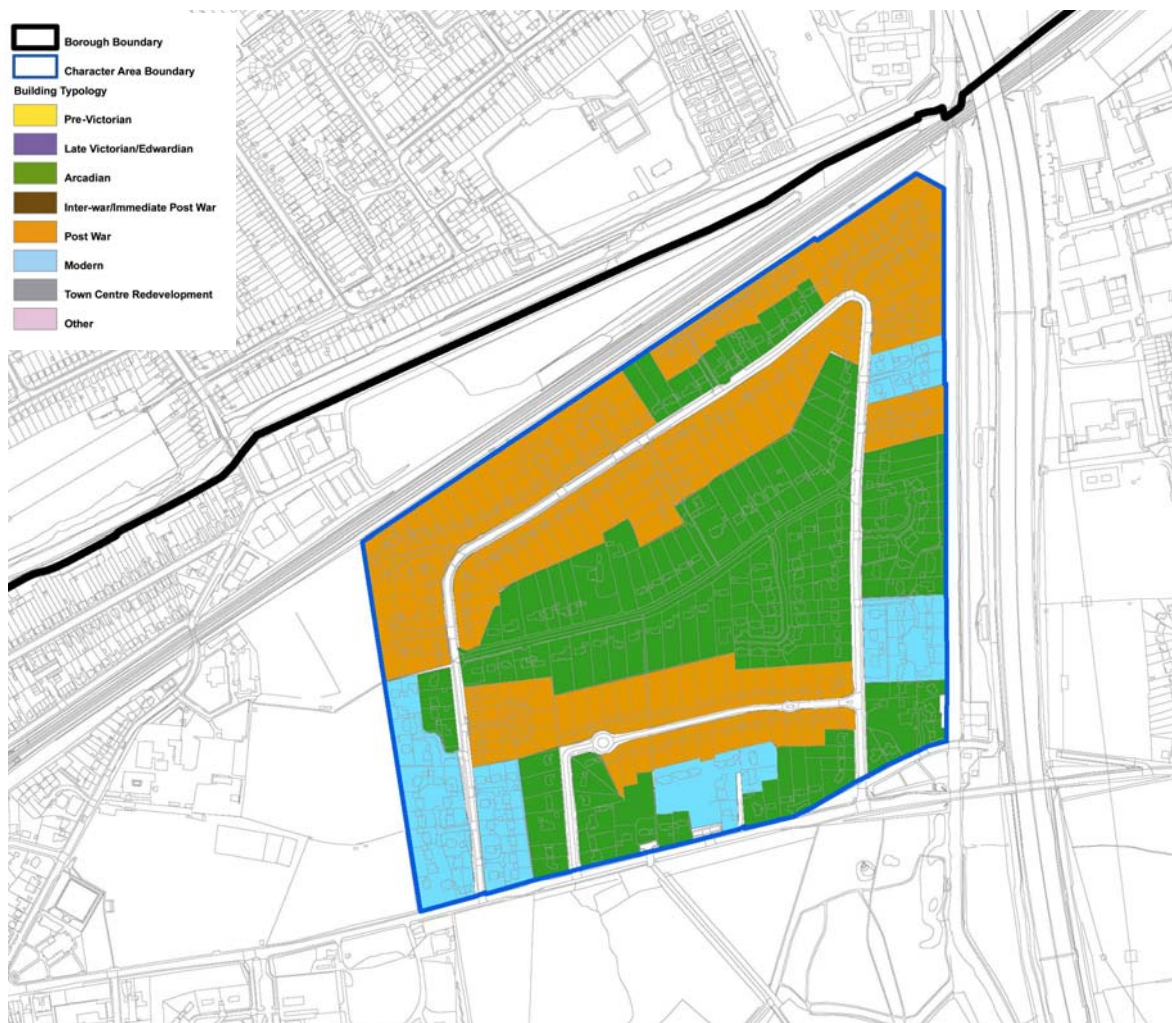 Borough Boundary
Character Area Boundary
Building Typology
Pre-Victorian
Late Victorian/Edwardian
Arcadian
Inter-war/Immediate Post War
Post War
Modern
Town Centre Redevelopment
Other